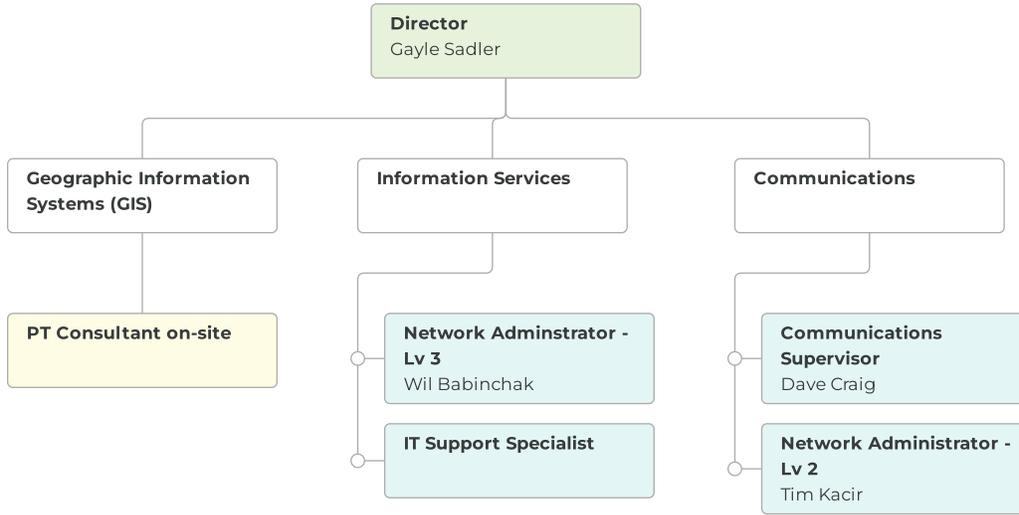 Director
Gayle Sadler
Geographic Information
Systems (GIS)
Information Services
Communications
PT Consultant on-site
Network Adminstrator -
Lv 3
Wil Babinchak
IT Support Specialist
Communications
Supervisor
Dave Craig
Network Administrator -
Lv 2
Tim Kacir